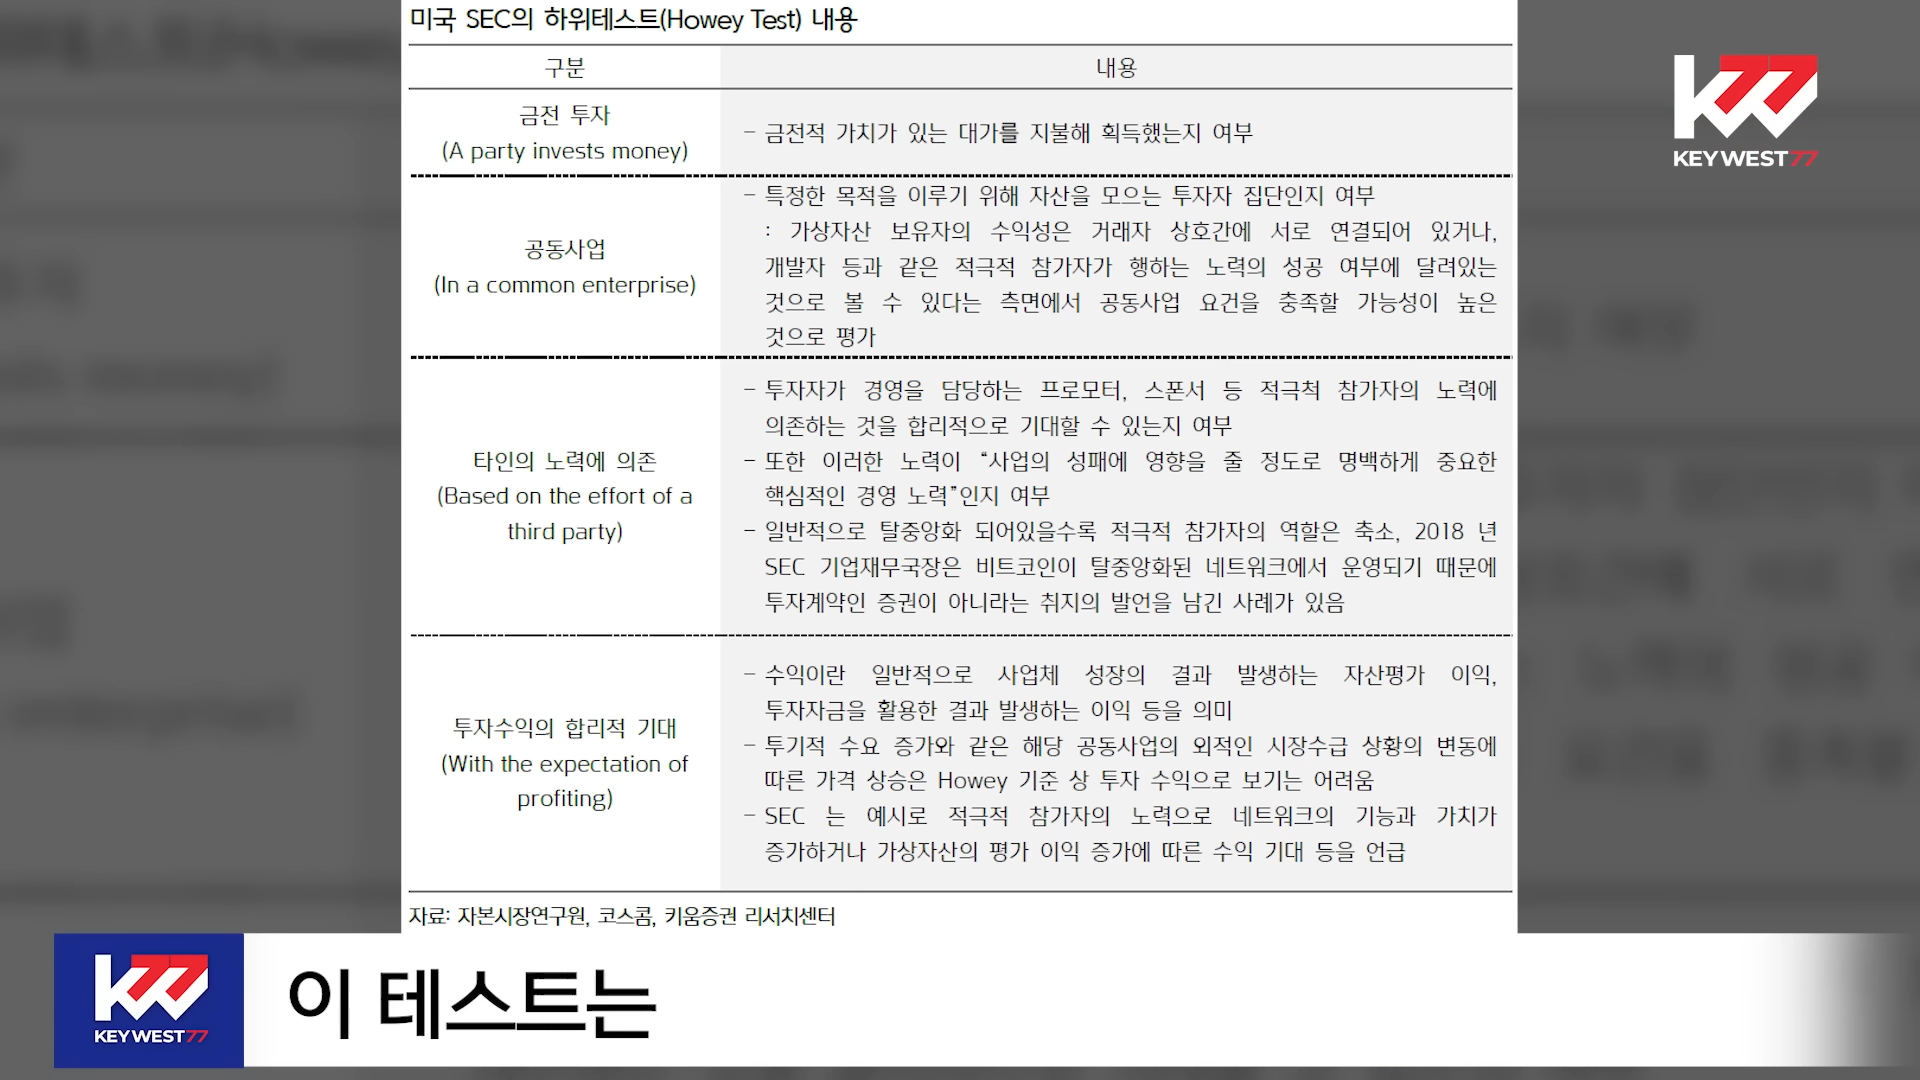 미국 SEC의 하위테스트(Howey Test) 내용
구분
내용
금전 투자
(A party invests money)
– 금전적 가치가 있는 대가를 지불해 획득했는지 여부
공동사업
(In a common enterprise)
– 특정한 목적을 이루기 위해 자산을 모으는 투자자 집단인지 여부
: 가상자산 보유자의 수익성은 거래자 상호간에 서로 연결되어 있거나,
개발자 등과 같은 적극적 참가자가 행하는 노력의 성공 여부에 달려있는
것으로 볼 수 있다는 측면에서 공동사업 요건을 충족할 가능성이 높은
것으로 평가
타인의 노력에 의존
(Based on the effort of a
third party)
– 투자자가 경영을 담당하는 프로모터, 스폰서 등 적극척 참가자의 노력에
의존하는 것을 합리적으로 기대할 수 있는지 여부
– 또한 이러한 노력이 “사업의 성패에 영향을 줄 정도로 명백하게 중요한
핵심적인 경영 노력”인지 여부
– 일반적으로 탈중앙화 되어있을수록 적극적 참가자의 역할은 축소, 2018 년
SEC 기업재무국장은 비트코인이 탈중앙화된 네트워크에서 운영되기 때문에
투자계약인 증권이 아니라는 취지의 발언을 남긴 사례가 있음
투자수익의 합리적 기대
(With the expectation of
profiting)
– 수익이란 일반적으로 사업체 성장의 결과 발생하는 자산평가 이익,
투자자금을 활용한 결과 발생하는 이익 등을 의미
– 투기적 수요 증가와 같은 해당 공동사업의 외적인 시장수급 상황의 변동에
따른 가격 상승은 Howey 기준 상 투자 수익으로 보기는 어려움
– SEC 는 예시로 적극적 참가자의 노력으로 네트워크의 기능과 가치가
증가하거나 가상자산의 평가 이익 증가에 따른 수익 기대 등을 언급
자료: 자본시장연구원, 코스콤, 키움증권 리서치센터
K77
KEY WEST 77
K77
KEY WEST 77
이 테스트는